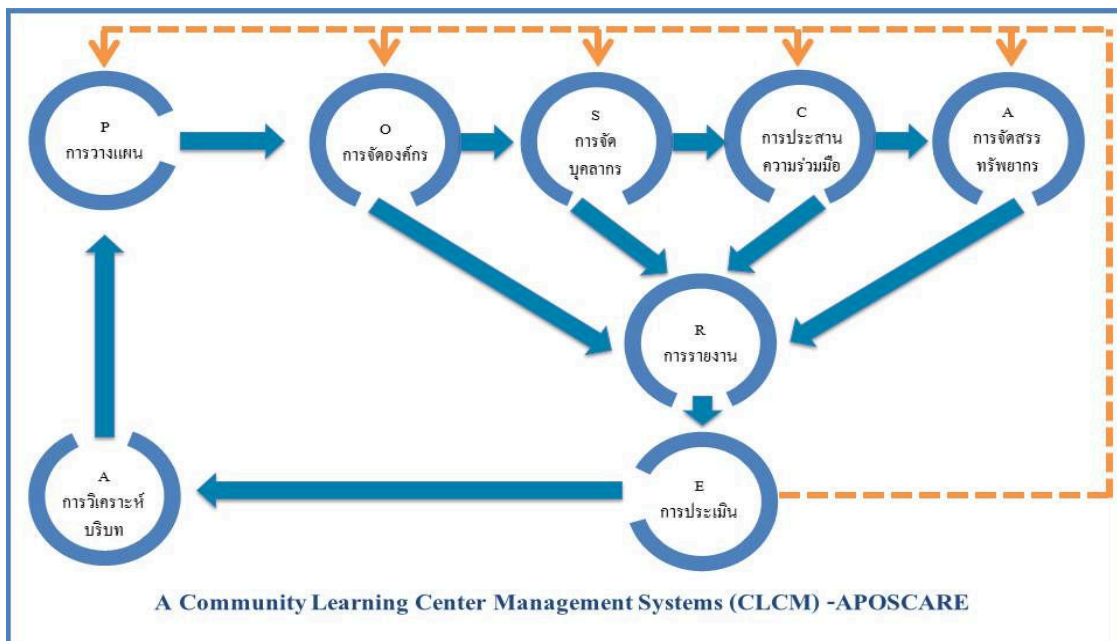 P
การวางแผน
O
การจัดองค์กร
S
การจัด
บุคลากร
C
การประสาน
ความร่วมมือ
A
การจัดสรร
ทรัพยากร
R
การรายงาน
A
การวิเคราะห์
บริบท
E
การประเมิน
A Community Learning Center Management Systems (CLCM) -APOSCARE